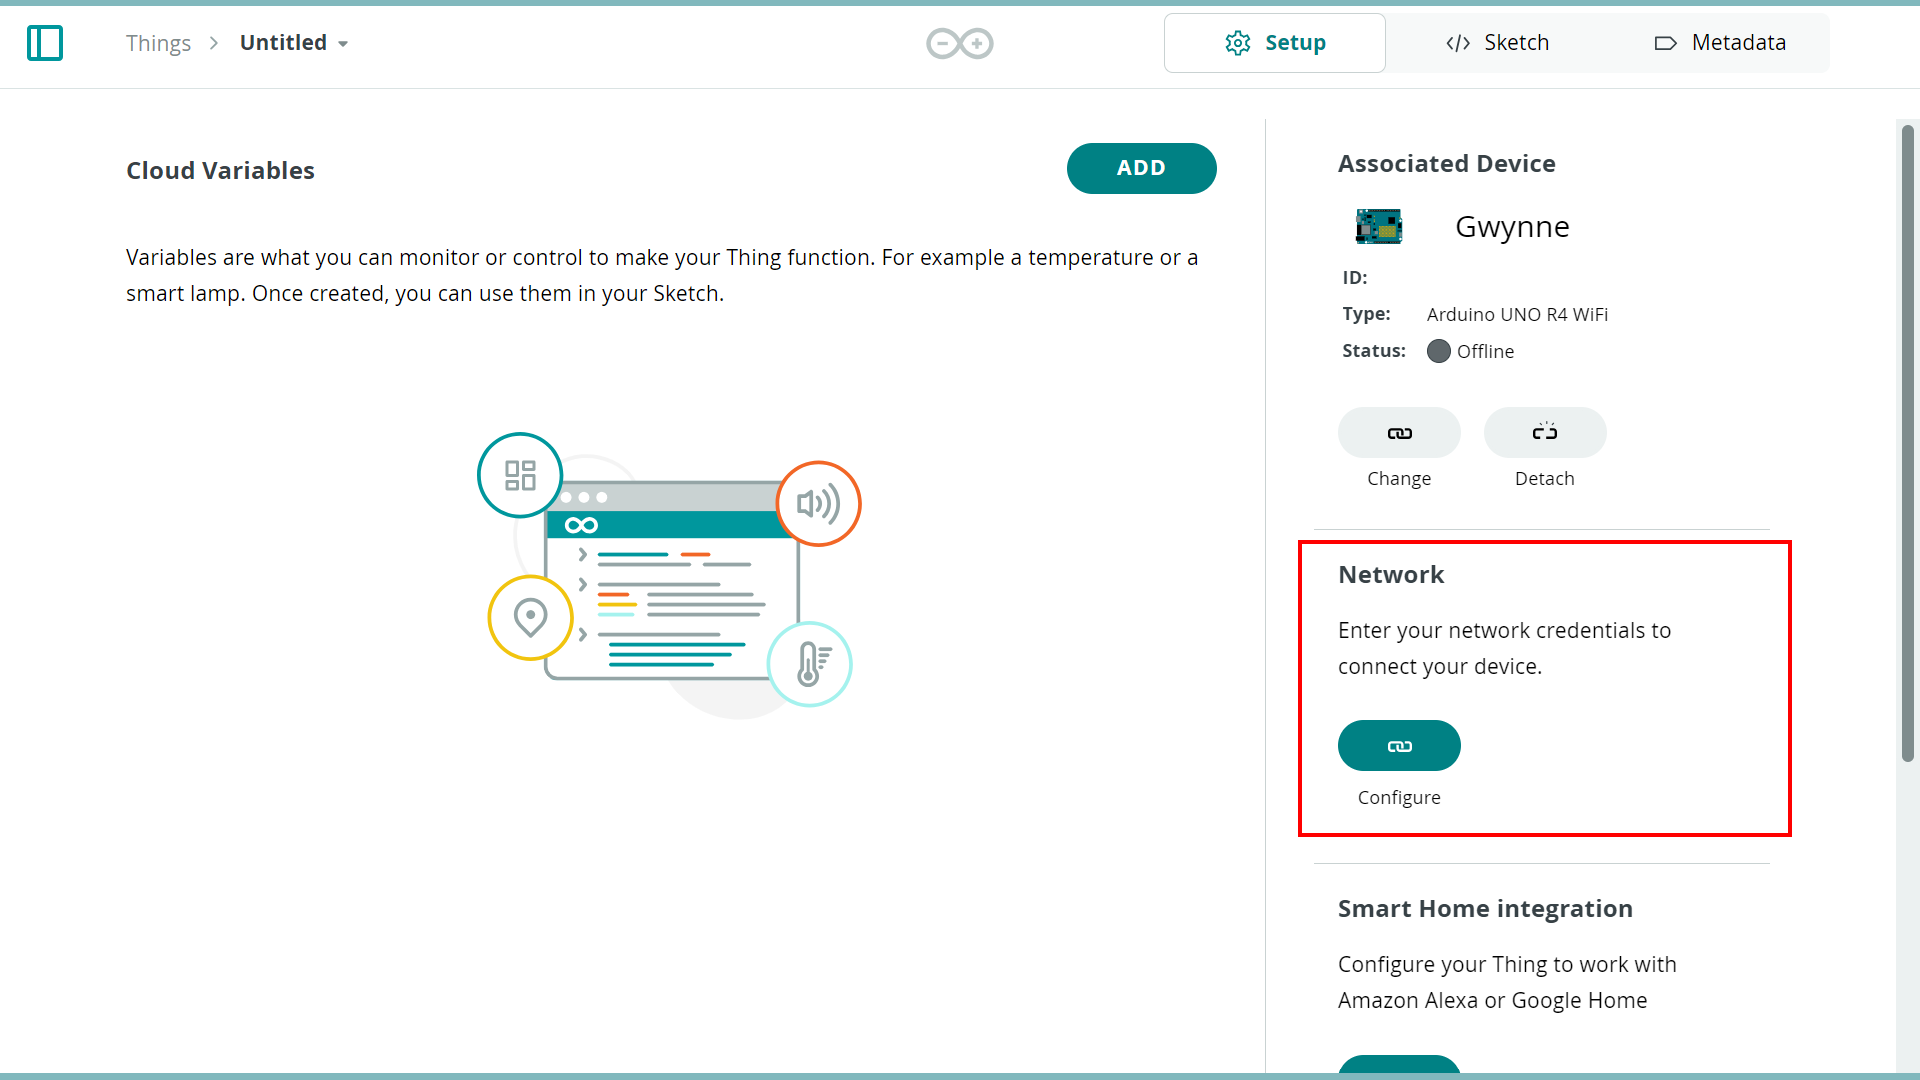 Things > Untitled
Setup
</> Sketch
Metadata
Cloud Variables
ADD
Variables are what you can monitor or control to make your Thing function. For example a temperature or a
smart lamp. Once created, you can use them in your Sketch.
Associated Device
Gwynne
ID:
Type: Arduino UNO R4 WiFi
Status: Offline
Change
Detach
Network
Enter your network credentials to
connect your device.
Configure
Smart Home integration
Configure your Thing to work with
Amazon Alexa or Google Home